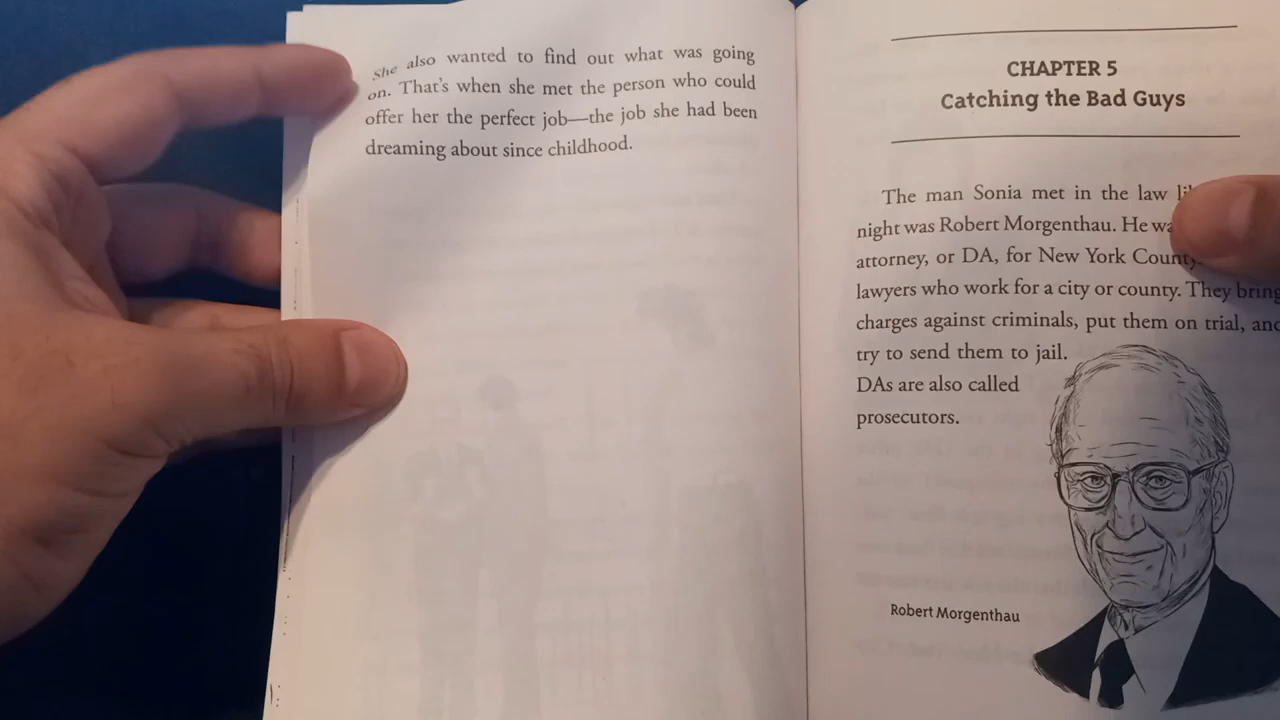 She also wanted to find out what was going
on. That's when she met the person who could
offer her the perfect job—the job she had been
dreaming about since childhood.
CHAPTER 5
Catching the Bad Guys
The man Sonia met in the law
night was Robert Morgenthau. He
attorney, or DA, for New York County.
lawyers who work for a city or county. They bring
charges against criminals, put them on trial, and
try to send them to jail.
DAs are also called
prosecutors.
Robert Morgenthau